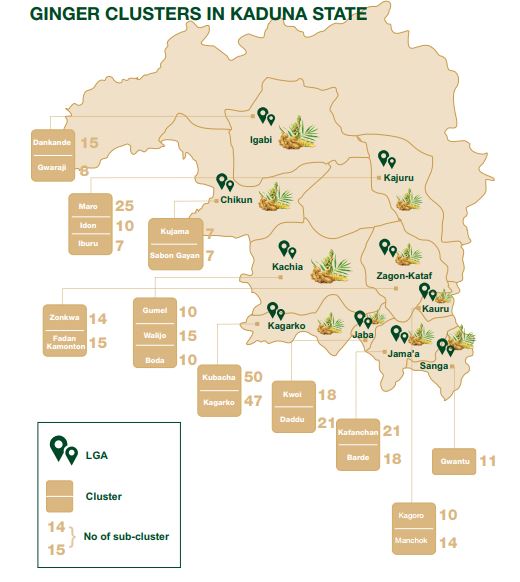 GINGER CLUSTERS IN KADUNA STATE
Igabi
Dankande 15
Gwaraji 8
Kajuru
Chikun
Maro 25
Idon 10
Iburu 7
Kujama 7
Sabon Gayan 7
Kachia
Zagon-Kataf
Kauru
Kagarko
Jaba
Jama'a
Sanga
Zonkwa 14
Fadan
Kamonton 15
Gumel 10
Walijo 15
Boda 10
Kubacha 50
Kagarko 47
Kwoi 18
Daddu 21
Kafanchan 21
Barde 18
Gwantu 11
Kagoro 10
Manchok 14
LGA
Cluster
14
15
No of sub-cluster